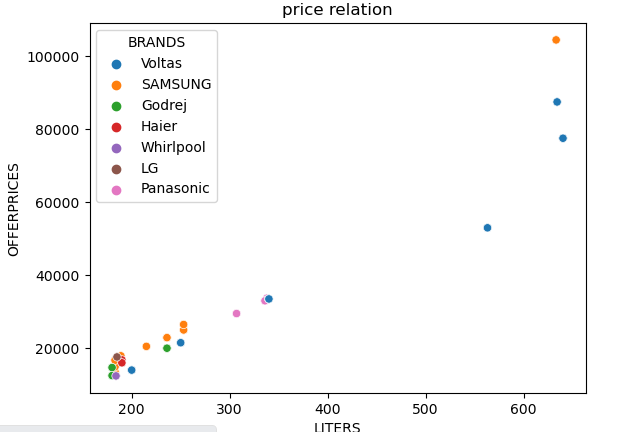 price relation
BRANDS
Voltas
SAMSUNG
Godrej
Haier
Whirlpool
LG
Panasonic
OFFERPRICES
100000
80000
60000
40000
20000
200 300 400 500 600
LITERS